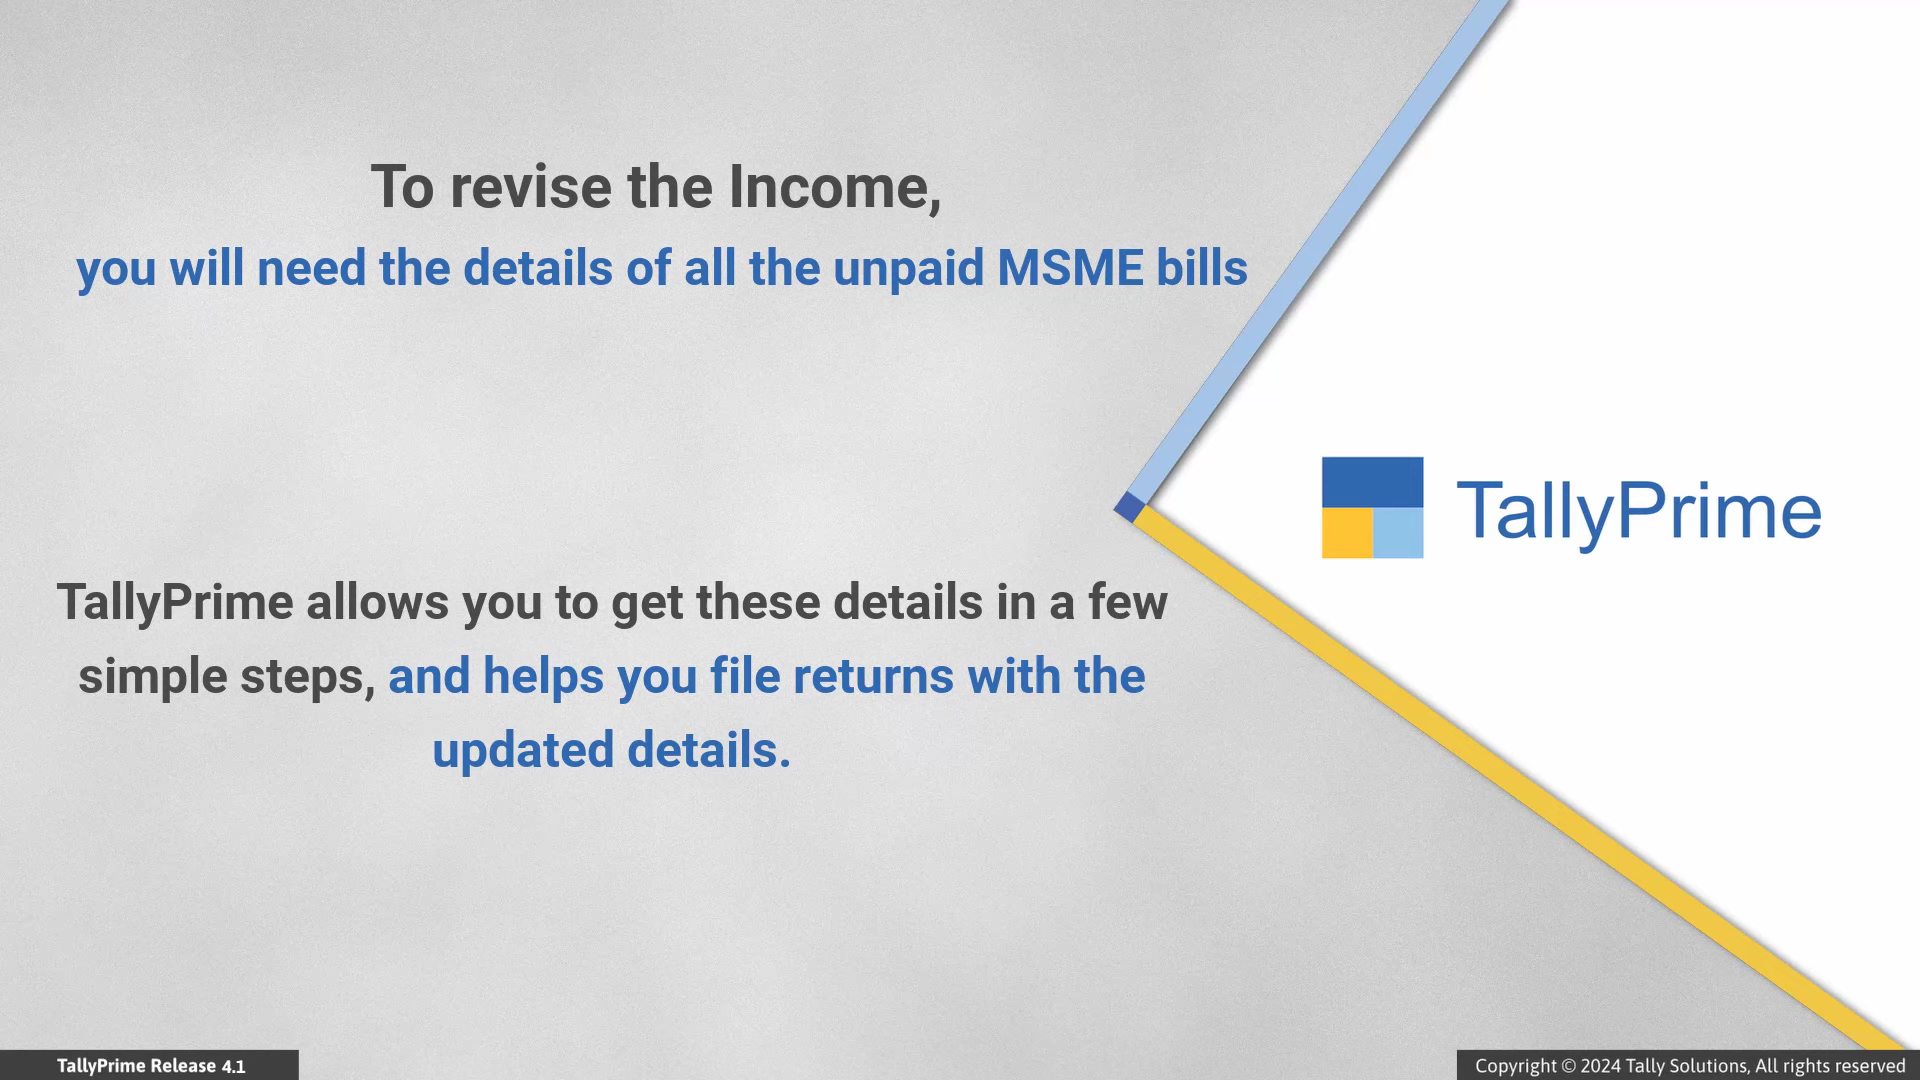 To revise the Income,
you will need the details of all the unpaid MSME bills
TallyPrime
TallyPrime allows you to get these details in a few
simple steps, and helps you file returns with the
updated details.
TallyPrime Release 4.1
Copyright © 2024 Tally Solutions, All rights reserved